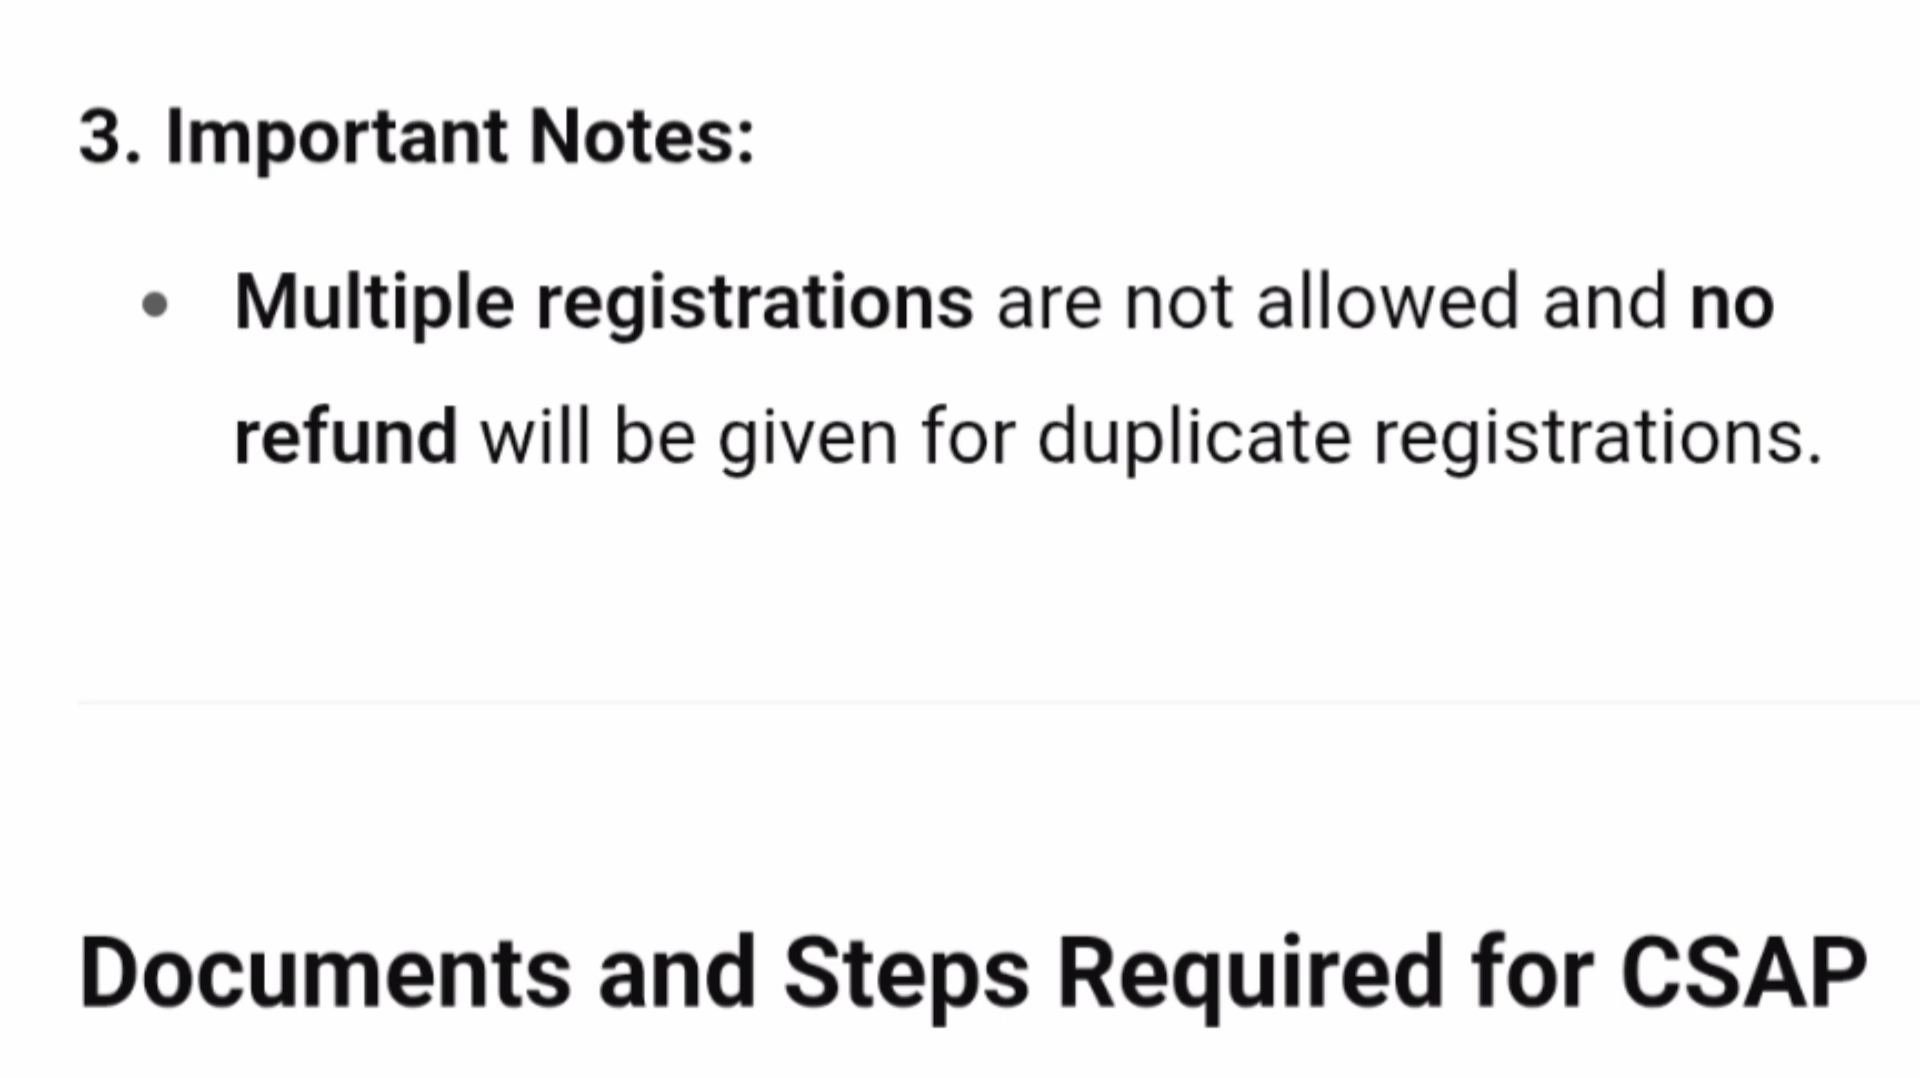 3. Important Notes:
• Multiple registrations are not allowed and no
refund will be given for duplicate registrations.
Documents and Steps Required for CSAP